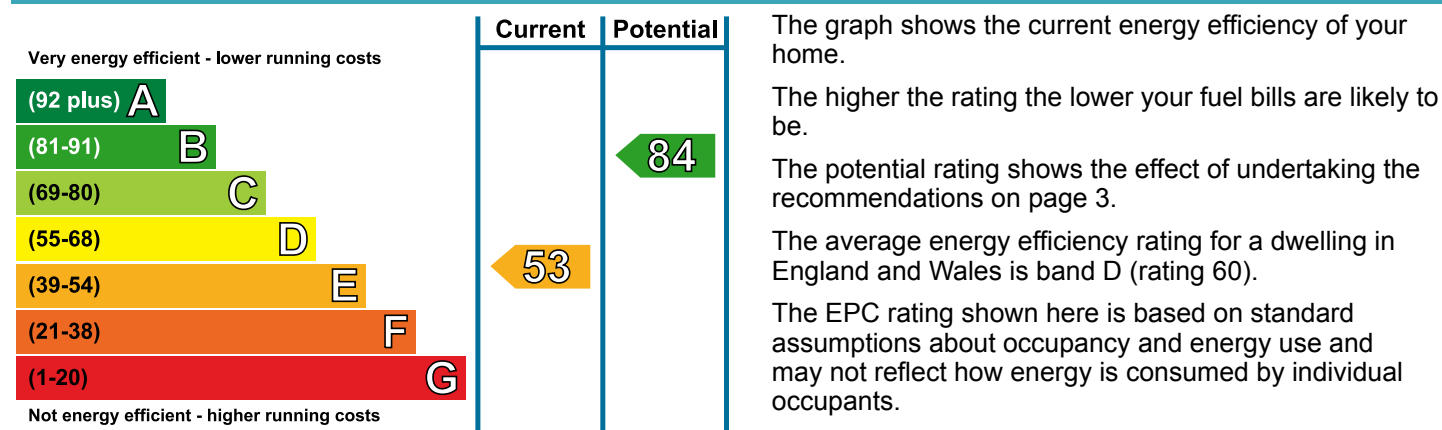 Current Potential
Very energy efficient - lower running costs
(92 plus) A
(81-91) B
(69-80) C
(55-68) D
(39-54) E
(21-38) F
(1-20) G
Not energy efficient - higher running costs
84
53
The graph shows the current energy efficiency of your
home.
The higher the rating the lower your fuel bills are likely to
be.
The potential rating shows the effect of undertaking the
recommendations on page 3.
The average energy efficiency rating for a dwelling in
England and Wales is band D (rating 60).
The EPC rating shown here is based on standard
assumptions about occupancy and energy use and
may not reflect how energy is consumed by individual
occupants.